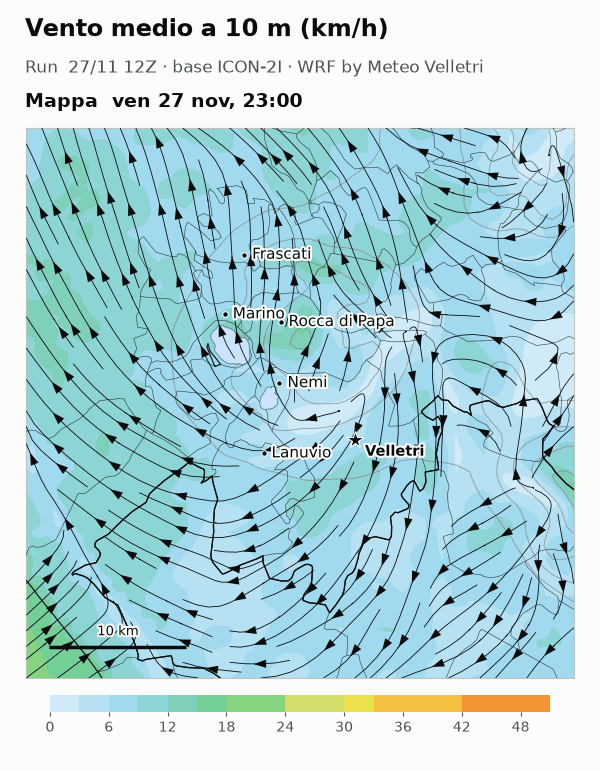 Vento medio a 10 m (km/h)
Run  27/11 12Z · base ICON-2I · WRF by Meteo Velletri
Mappa  ven 27 nov, 23:00
Frascati
Marino
Rocca di Papa
Nemi
Lanuvio
Velletri
10 km
0 6 12 18 24 30 36 42 48